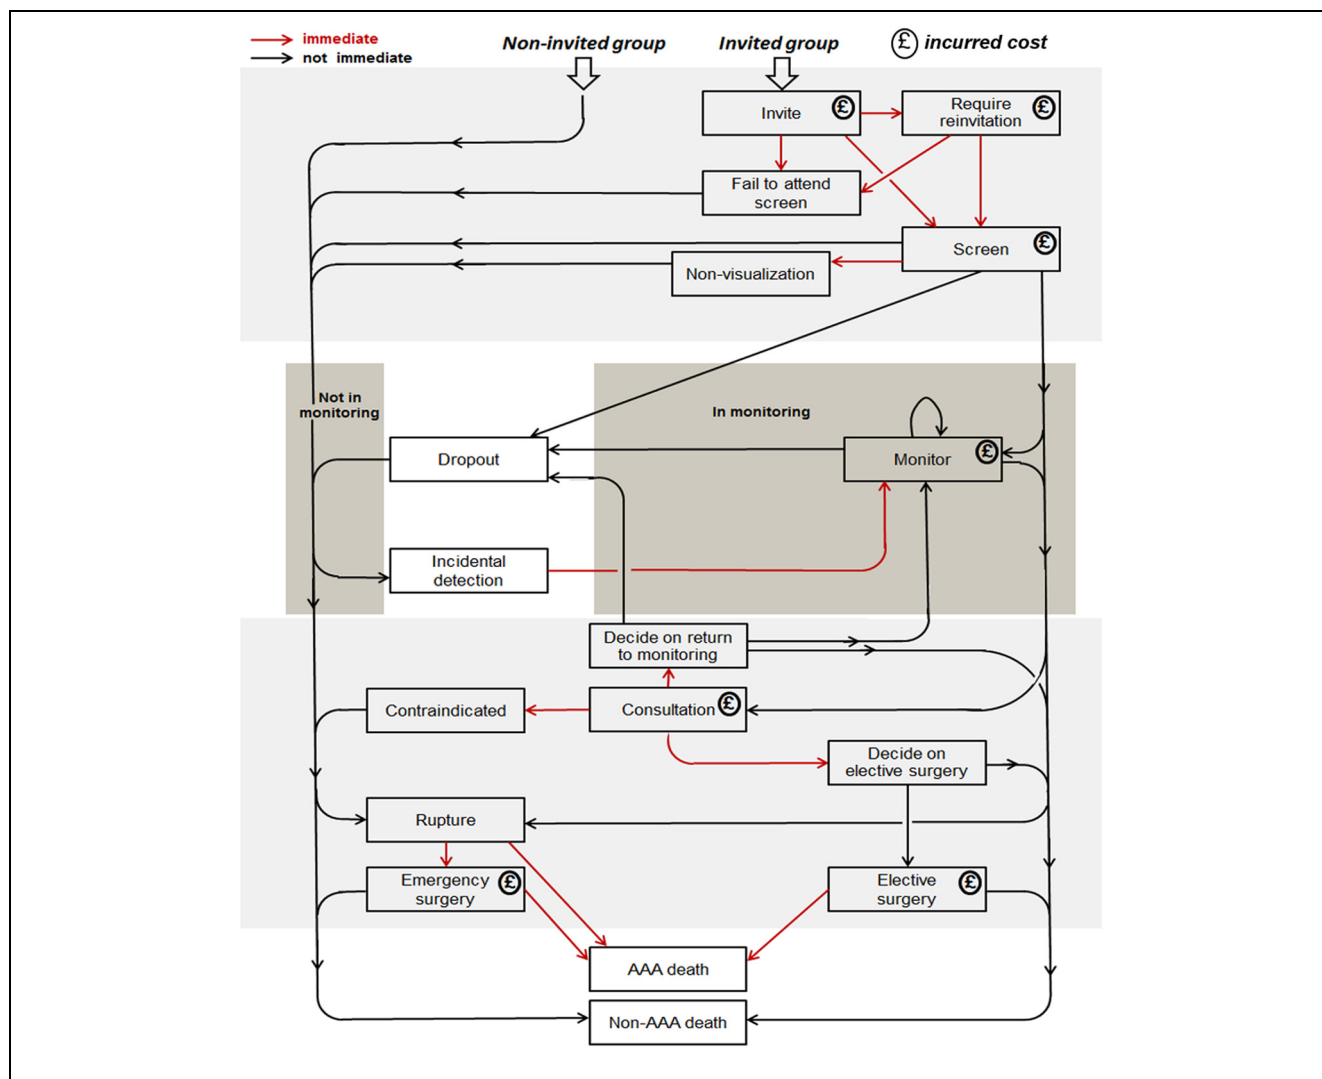 immediate
not immediate
Non-invited group
Invited group
£ incurred cost
Invite £
Require £
reinvitation
Fail to attend
screen
Screen £
Non-visualization
Not in
monitoring
In monitoring
Dropout
Monitor £
Incidental
detection
Decide on return
to monitoring
Contraindicated
Consultation £
Decide on
elective surgery
Rupture
Emergency £
surgery
Elective £
surgery
AAA death
Non-AAA death